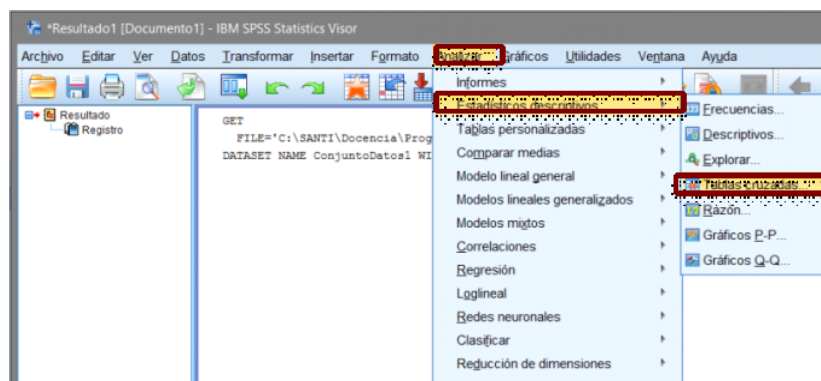 *Resultado1 [Documento1] - IBM SPSS Statistics Visor
Archivo Editar Ver Datos Transformar Insertar Formato Analizar Gráficos Utilidades Ventana Ayuda
Resultado
Registro
GET
FILE='C:\SANTI\Docencia\Prog
DATASET NAME ConjuntoDatos1 WI
Informes
Estadísticos descriptivos
Tablas personalizadas
Comparar medias
Modelo lineal general
Modelos lineales generalizados
Modelos mixtos
Correlaciones
Regresión
Loglineal
Redes neuronales
Clasificar
Reducción de dimensiones
Frecuencias...
Descriptivos...
Explorar...
Tablas cruzadas...
Razón...
Gráficos P-P...
Gráficos Q-Q...